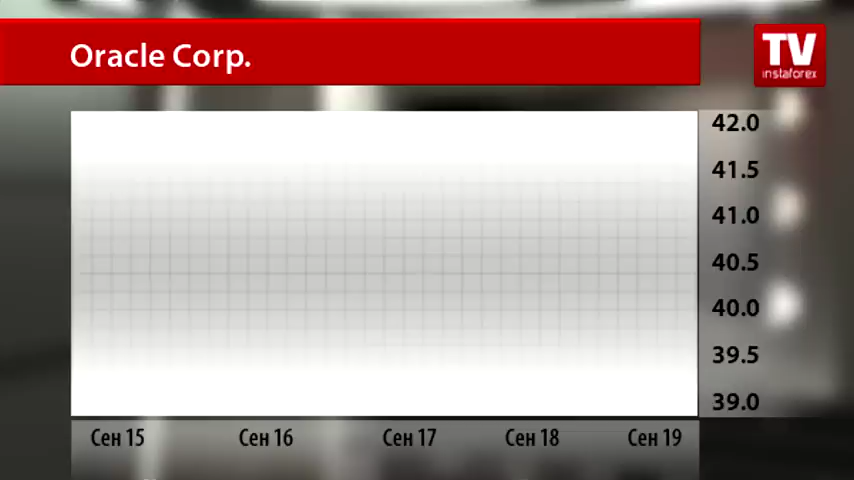 Oracle Corp.
TV
instaforex
42.0
41.5
41.0
40.5
40.0
39.5
39.0
Сен 15
Сен 16
Сен 17
Сен 18
Сен 19